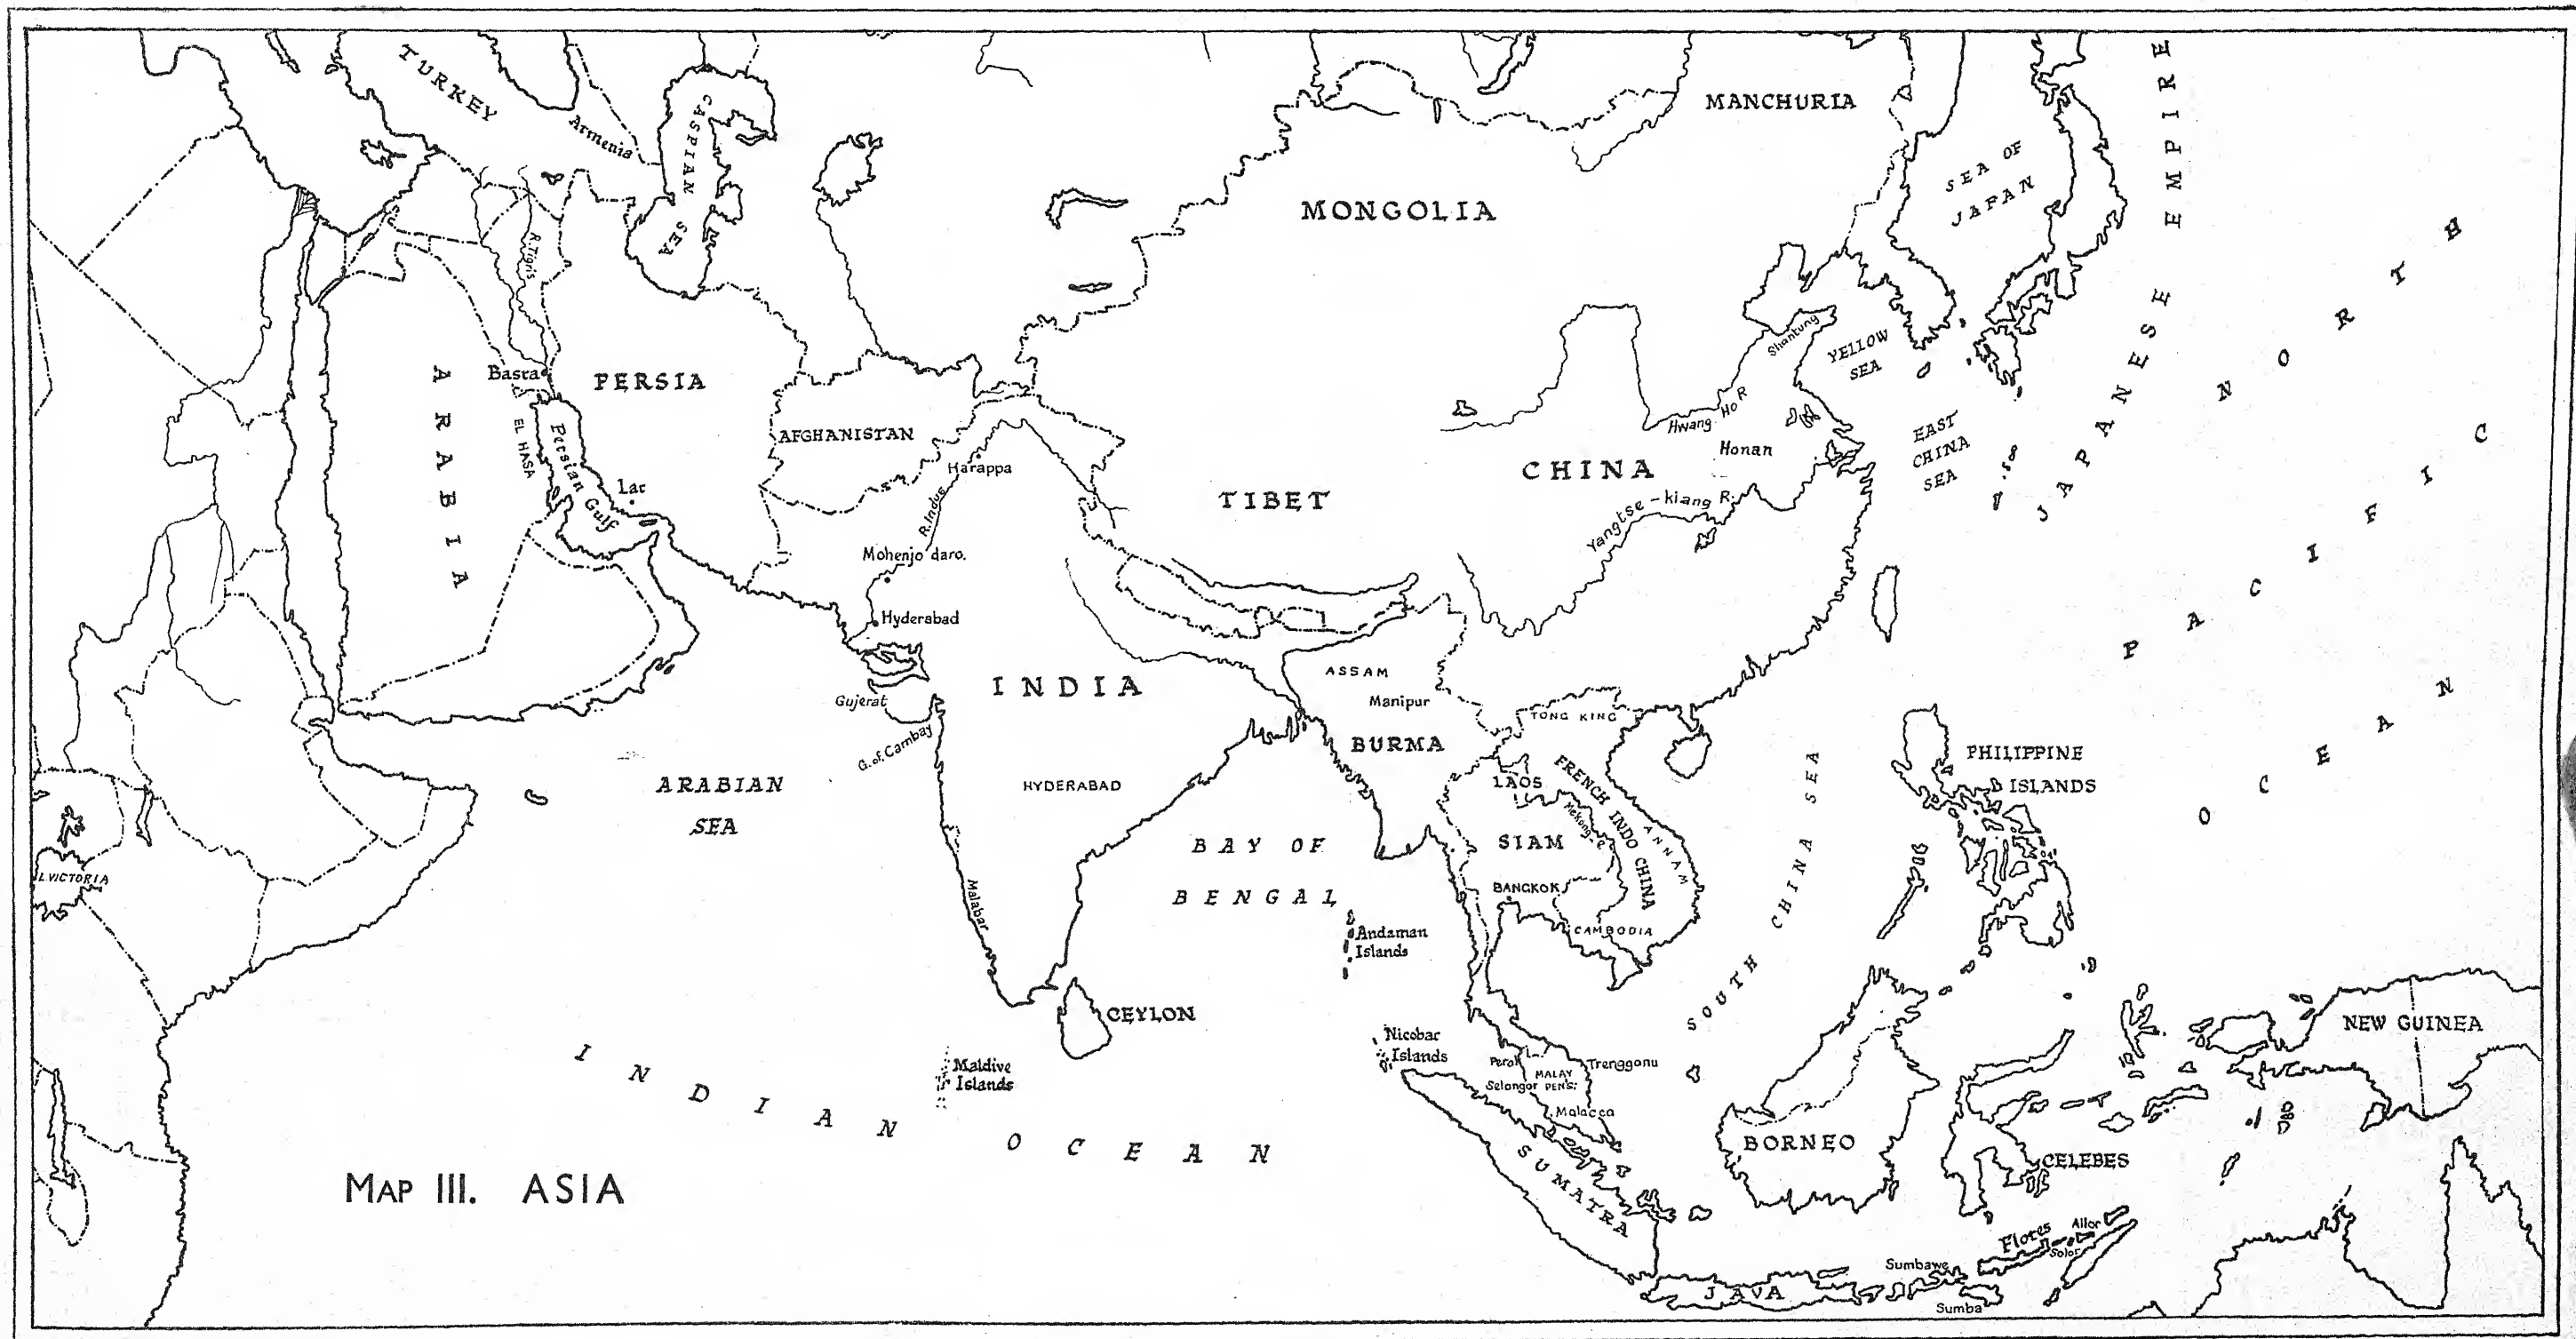 TURKEY
Armenia
CASPIAN SEA
MANCHURIA
MONGOLIA
SEA OF
JAPAN
JAPANESE EMPIRE
NORTH
PACIFIC
OCEAN
R.Tigris
Basra
PERSIA
ARABIA
EL HASA
Persian Gulf
Lar
AFGHANISTAN
Harappa
R.Indus
Mohenjo daro.
Hyderabad
TIBET
CHINA
Hwang Ho R
Honan
Shantung
YELLOW
SEA
EAST
CHINA
SEA
Yangtse-kiang R.
INDIA
Gujerat
G. of Cambay
ASSAM
Manipur
BURMA
TONG KING
LAOS
FRENCH INDO CHINA
ANNAM
Mekong
SIAM
BANGKOK
CAMBODIA
HYDERABAD
ARABIAN
SEA
BAY OF
BENGAL
Malabar
CEYLON
Maldive
Islands
Andaman
Islands
Nicobar
Islands
SOUTH CHINA SEA
PHILIPPINE
ISLANDS
L.VICTORIA
INDIAN OCEAN
Perak
Trengganu
MALAY
PENS:
Selangor
Malacca
SUMATRA
BORNEO
CELEBES
NEW GUINEA
Flores
Allor
Solor
Sumbawe
Sumba
JAVA
MAP III. ASIA